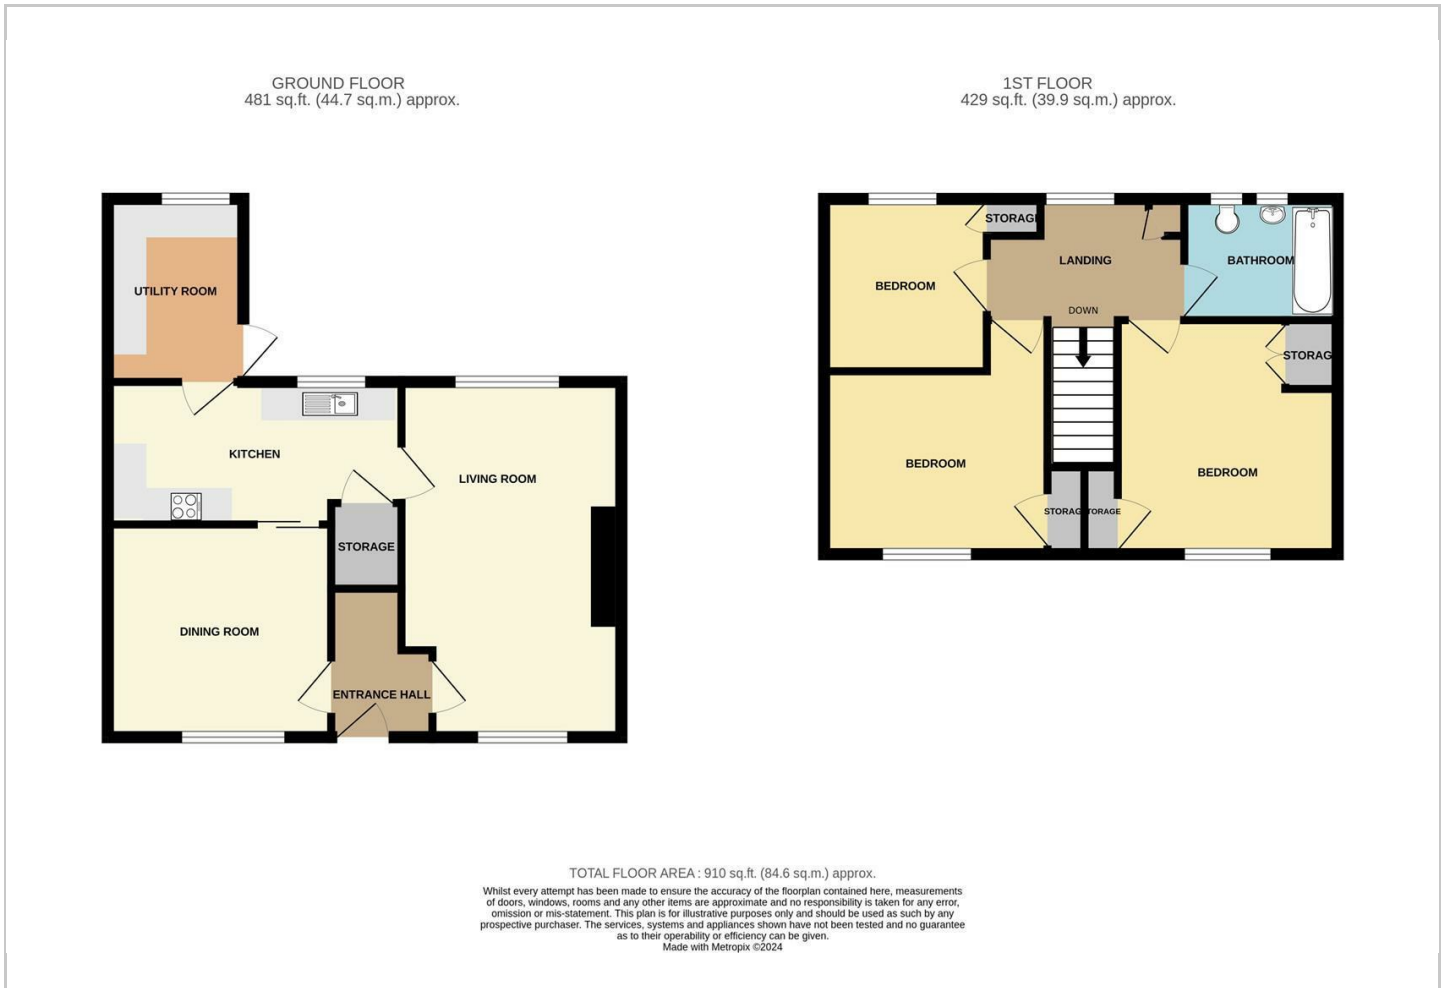 GROUND FLOOR
481 sq.ft. (44.7 sq.m.) approx.
1ST FLOOR
429 sq.ft. (39.9 sq.m.) approx.
UTILITY ROOM
KITCHEN
LIVING ROOM
STORAGE
DINING ROOM
ENTRANCE HALL
STORAGE
LANDING
BATHROOM
BEDROOM
DOWN
STORAG
BEDROOM
BEDROOM
STORAG
TORAGE
TOTAL FLOOR AREA : 910 sq.ft. (84.6 sq.m.) approx.
Whilst every attempt has been made to ensure the accuracy of the floorplan contained here, measurements
of doors, windows, rooms and any other items are approximate and no responsibility is taken for any error,
omission or mis-statement. This plan is for illustrative purposes only and should be used as such by any
prospective purchaser. The services, systems and appliances shown have not been tested and no guarantee
as to their operability or efficiency can be given.
Made with Metropix ©2024